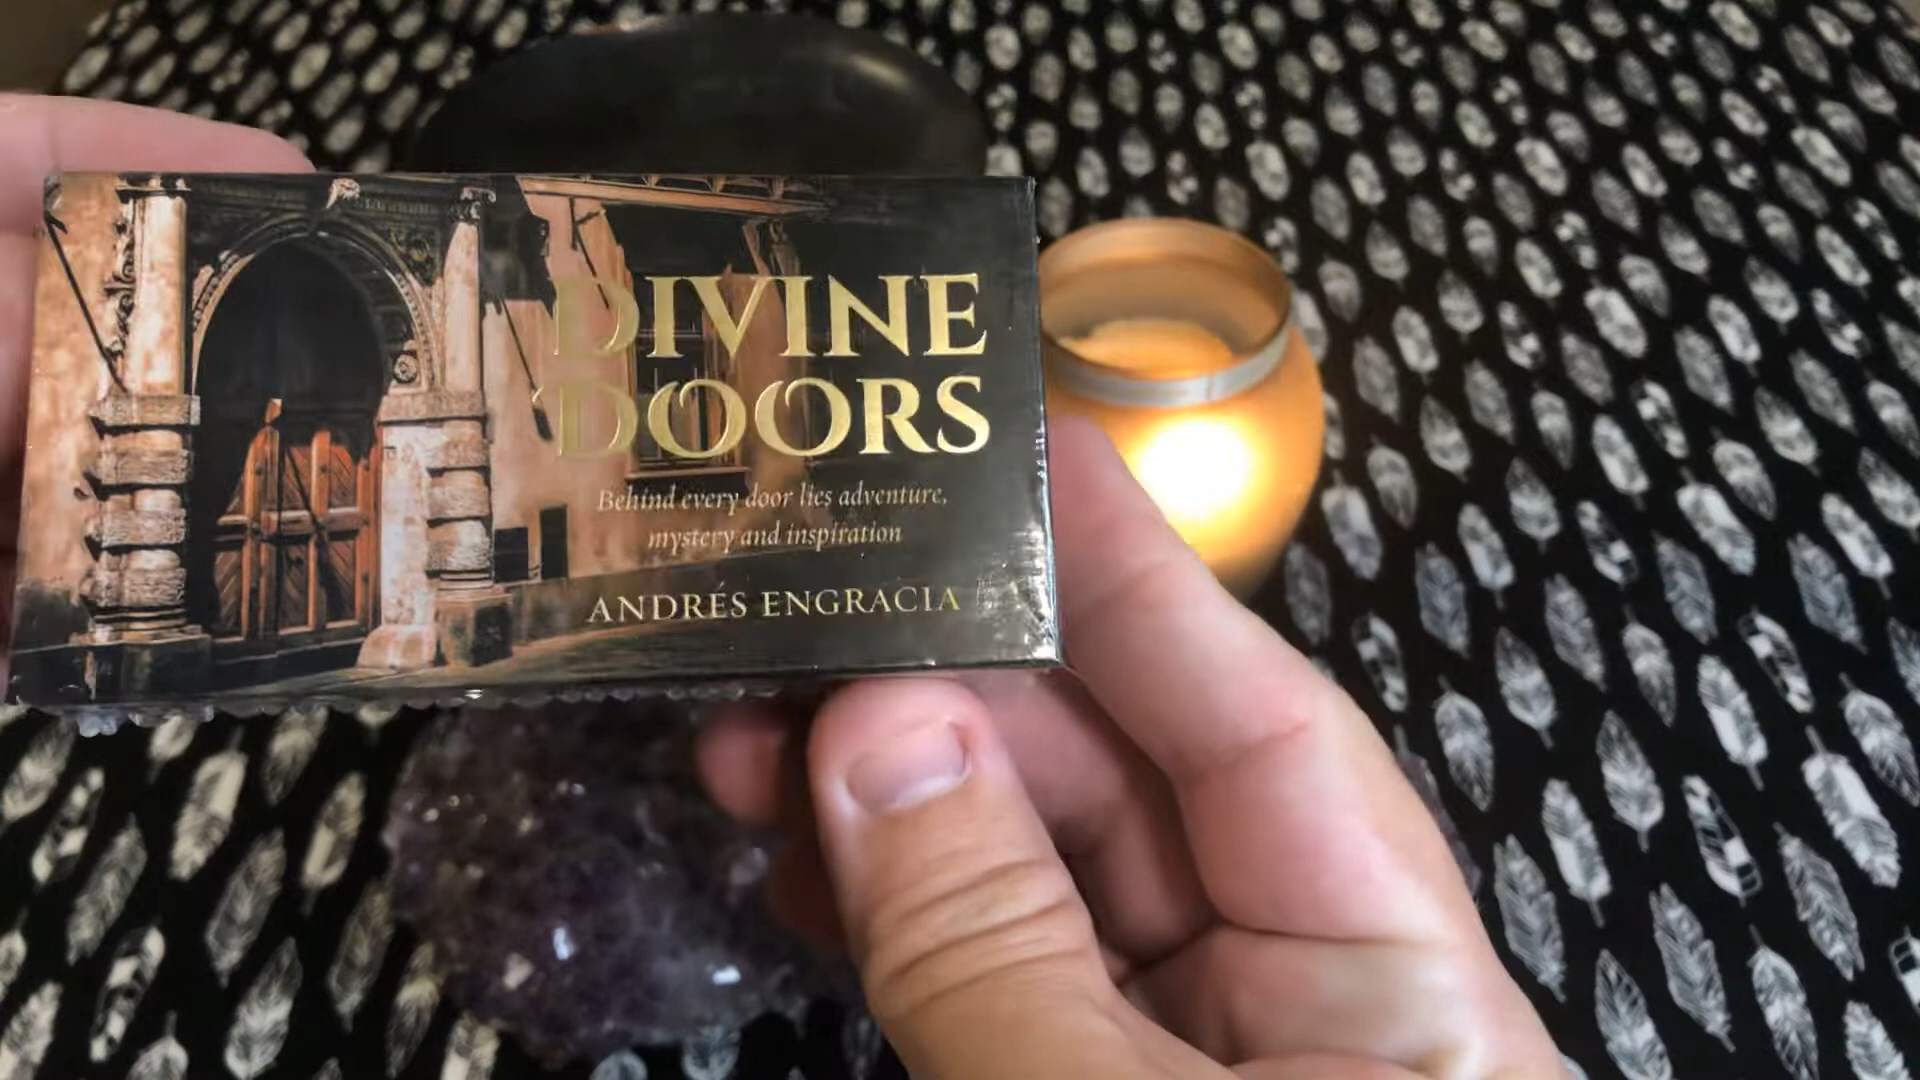 DIVINE
DOORS
Behind every door lies adventure,
mystery and inspiration
ANDRÉS ENGRACIA